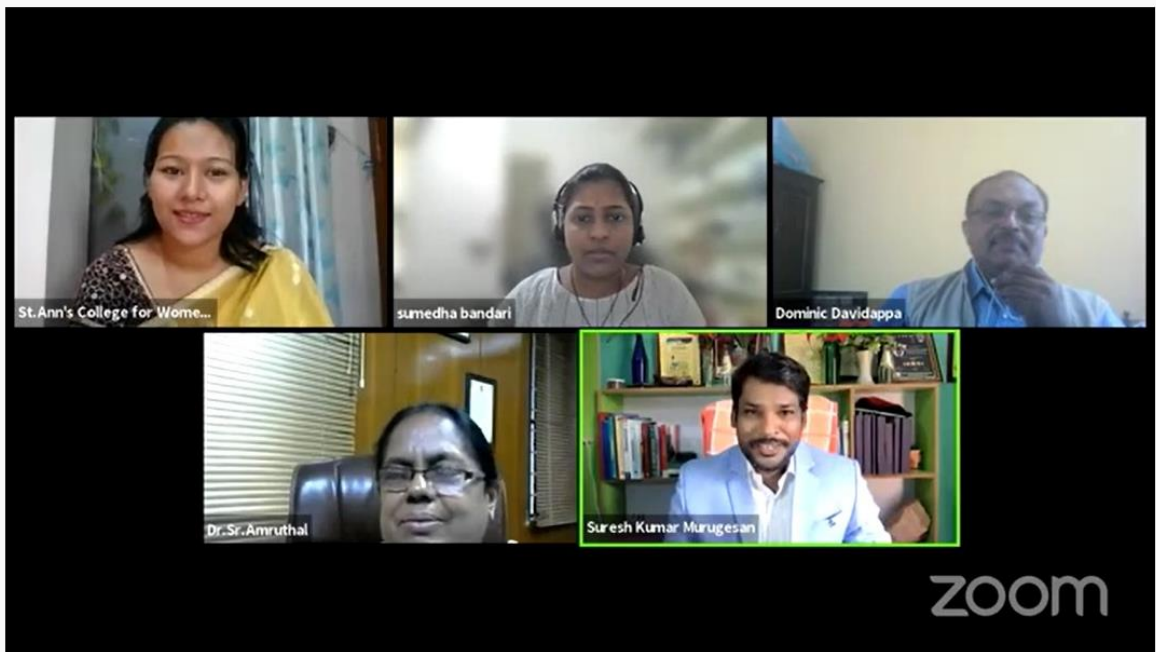 St.Ann's College for Wome...
sumedha bandari
Dominic Davidappa
Dr.Sr.Amruthal
Suresh Kumar Murugesan
zoom